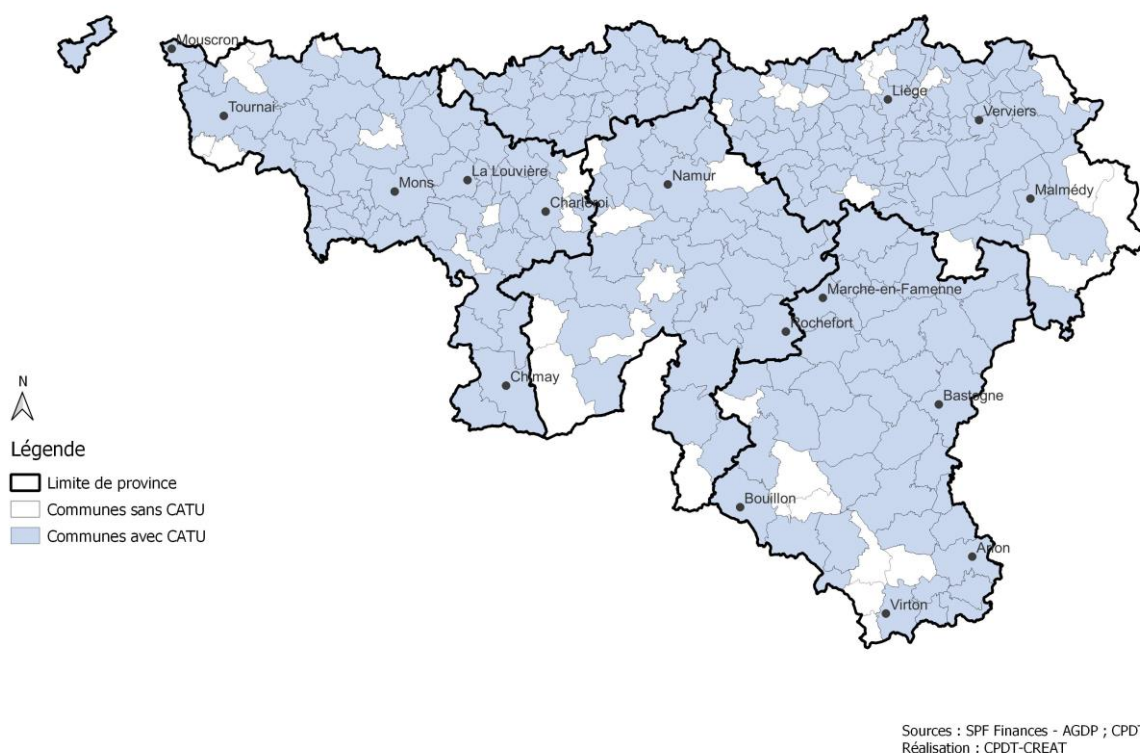 Mouscron
Tournai
Liège
Verviers
La Louvière
Namur
Mons
Charleroi
Malmédy
Marche-en-Famenne
Rochefort
Chimay
Bastogne
Bouillon
Arlon
Virton
N
Légende
Limite de province
Communes sans CATU
Communes avec CATU
Sources : SPF Finances - AGDP ; CPDT
Réalisation : CPDT-CREAT